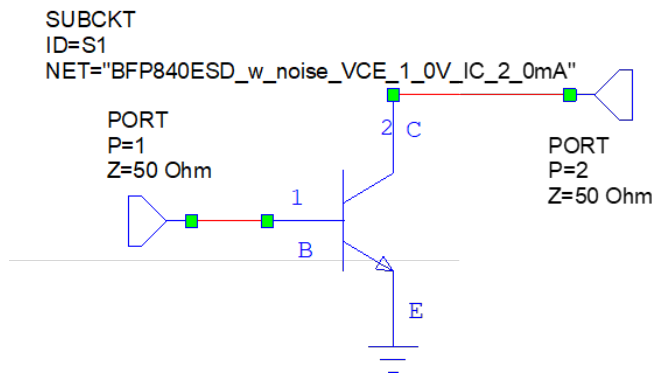 SUBCKT
ID=S1
NET="BFP840ESD_w_noise_VCE_1_0V_IC_2_0mA"
PORT
P=1
Z=50 Ohm
2 C
PORT
P=2
Z=50 Ohm
1
B
E